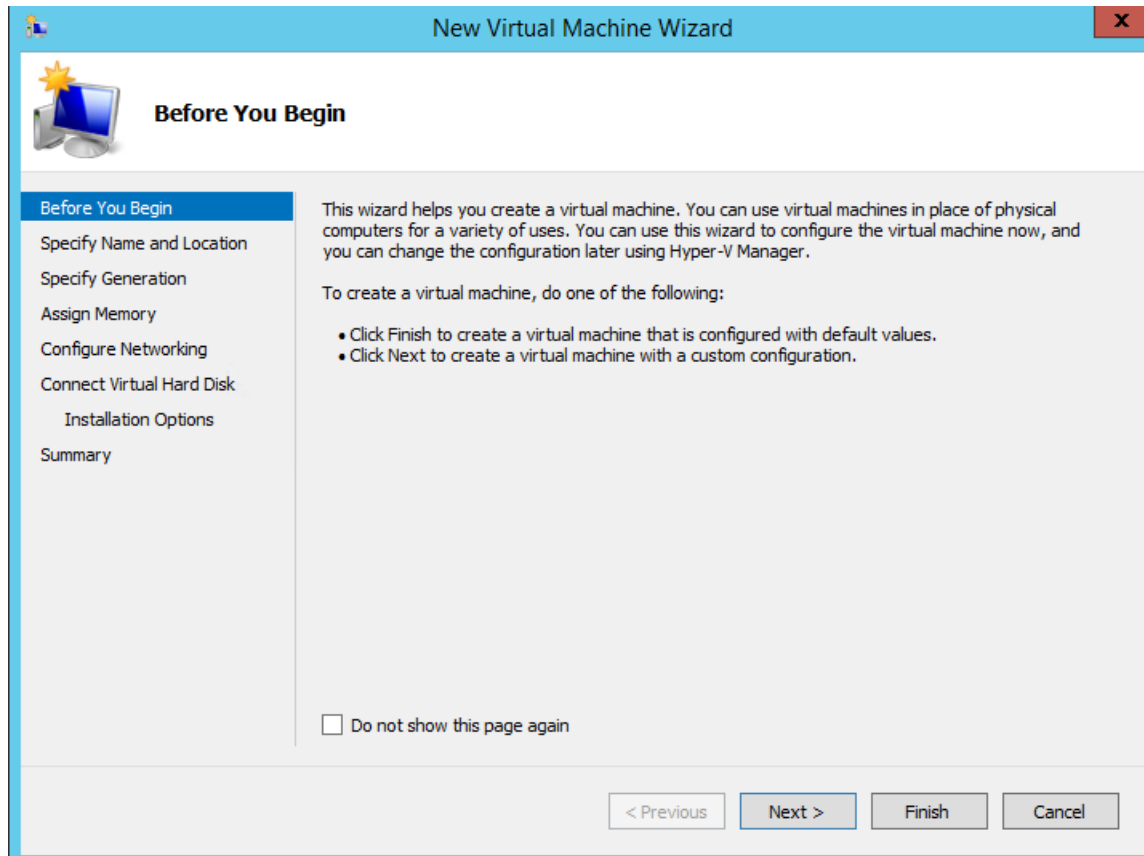 New Virtual Machine Wizard
X
Before You Begin
Before You Begin
Specify Name and Location
Specify Generation
Assign Memory
Configure Networking
Connect Virtual Hard Disk
Installation Options
Summary
This wizard helps you create a virtual machine. You can use virtual machines in place of physical
computers for a variety of uses. You can use this wizard to configure the virtual machine now, and
you can change the configuration later using Hyper-V Manager.
To create a virtual machine, do one of the following:
• Click Finish to create a virtual machine that is configured with default values.
• Click Next to create a virtual machine with a custom configuration.
Do not show this page again
< Previous
Next >
Finish
Cancel